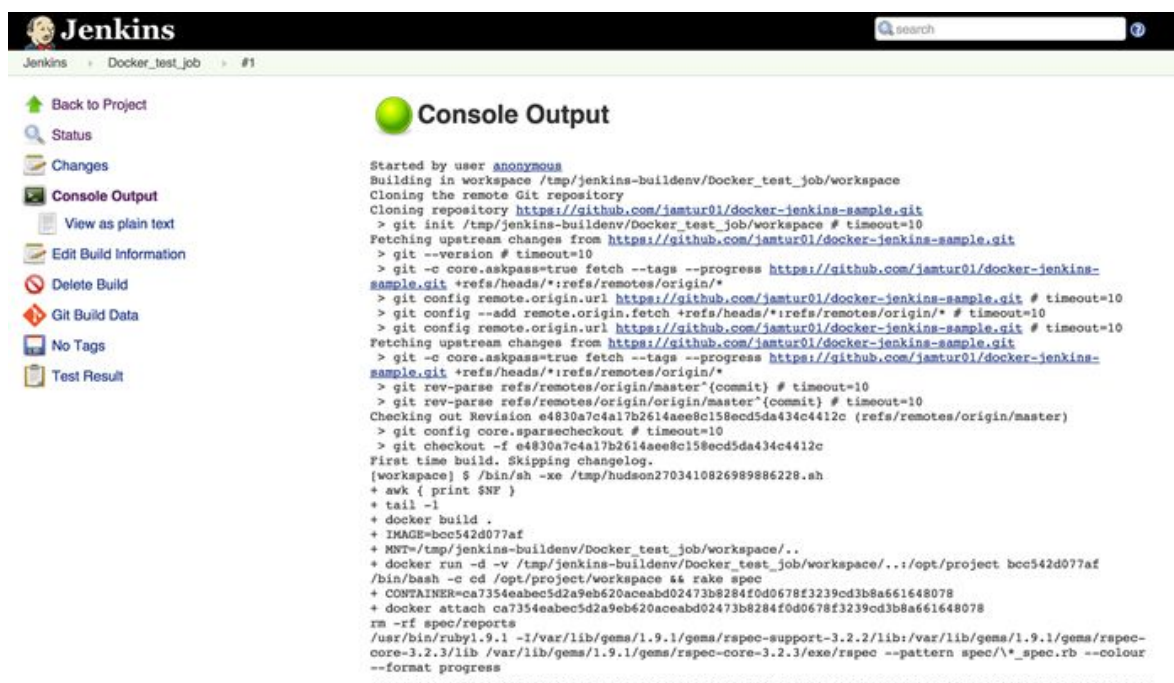 Jenkins
search
Jenkins Docker_test_job #1
Back to Project
Status
Changes
Console Output
View as plain text
Edit Build Information
Delete Build
Git Build Data
No Tags
Test Result
Console Output
Started by user anonymous
Building in workspace /tmp/jenkins-buildenv/Docker_test_job/workspace
Cloning the remote Git repository
Cloning repository https://github.com/jamtur01/docker-jenkins-sample.git
> git init /tmp/jenkins-buildenv/Docker_test_job/workspace # timeout=10
Fetching upstream changes from https://github.com/jamtur01/docker-jenkins-sample.git
> git --version # timeout=10
> git -c core.askpass=true fetch --tags --progress https://github.com/jamtur01/docker-jenkins-
sample.git +refs/heads/*:refs/remotes/origin/*
> git config remote.origin.url https://github.com/jamtur01/docker-jenkins-sample.git # timeout=10
> git config --add remote.origin.fetch +refs/heads/*:refs/remotes/origin/* # timeout=10
> git config remote.origin.url https://github.com/jamtur01/docker-jenkins-sample.git # timeout=10
Fetching upstream changes from https://github.com/jamtur01/docker-jenkins-sample.git
> git -c core.askpass=true fetch --tags --progress https://github.com/jamtur01/docker-jenkins-
sample.git +refs/heads/*:refs/remotes/origin/*
> git rev-parse refs/remotes/origin/master^{commit} # timeout=10
> git rev-parse refs/remotes/origin/origin/master^{commit} # timeout=10
Checking out Revision e4830a7c4a17b2614aee8c158ecd5da434c4412c (refs/remotes/origin/master)
> git config core.sparsecheckout # timeout=10
> git checkout -f e4830a7c4a17b2614aee8c158ecd5da434c4412c
First time build. Skipping changelog.
[workspace] $ /bin/sh -xe /tmp/hudson2703410826989886228.sh
+ awk { print $NF }
+ tail -1
+ docker build .
+ IMAGE=bcc542d077af
+ MNT=/tmp/jenkins-buildenv/Docker_test_job/workspace/..
+ docker run -d -v /tmp/jenkins-buildenv/Docker_test_job/workspace/..:/opt/project bcc542d077af
/bin/bash -c cd /opt/project/workspace && rake spec
+ CONTAINER=ca7354eabec5d2a9eb620aceabd02473b8284f0d0678f3239cd3b8a661648078
+ docker attach ca7354eabec5d2a9eb620aceabd02473b8284f0d0678f3239cd3b8a661648078
rm -rf spec/reports
/usr/bin/ruby1.9.1 -I/var/lib/gems/1.9.1/gems/rspec-support-3.2.2/lib:/var/lib/gems/1.9.1/gems/rspec-
core-3.2.3/lib /var/lib/gems/1.9.1/gems/rspec-core-3.2.3/exe/rspec --pattern spec/\*_spec.rb --colour
--format progress